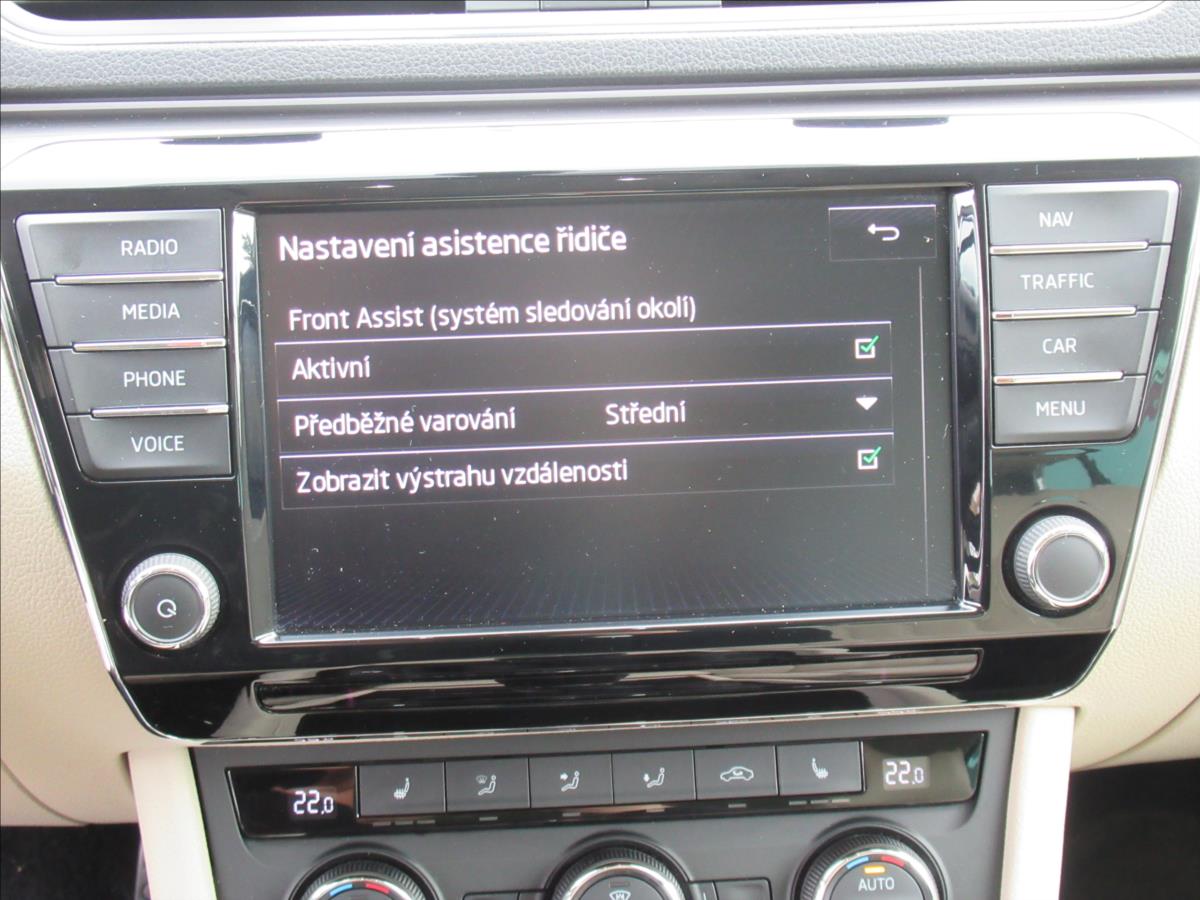 RADIO
MEDIA
PHONE
VOICE
Nastavení asistence řidiče
Front Assist (systém sledování okolí)
Aktivní
Předběžné varování Střední
Zobrazit výstrahu vzdálenosti
NAV
TRAFFIC
CAR
MENU
22.0
22.0
AUTO